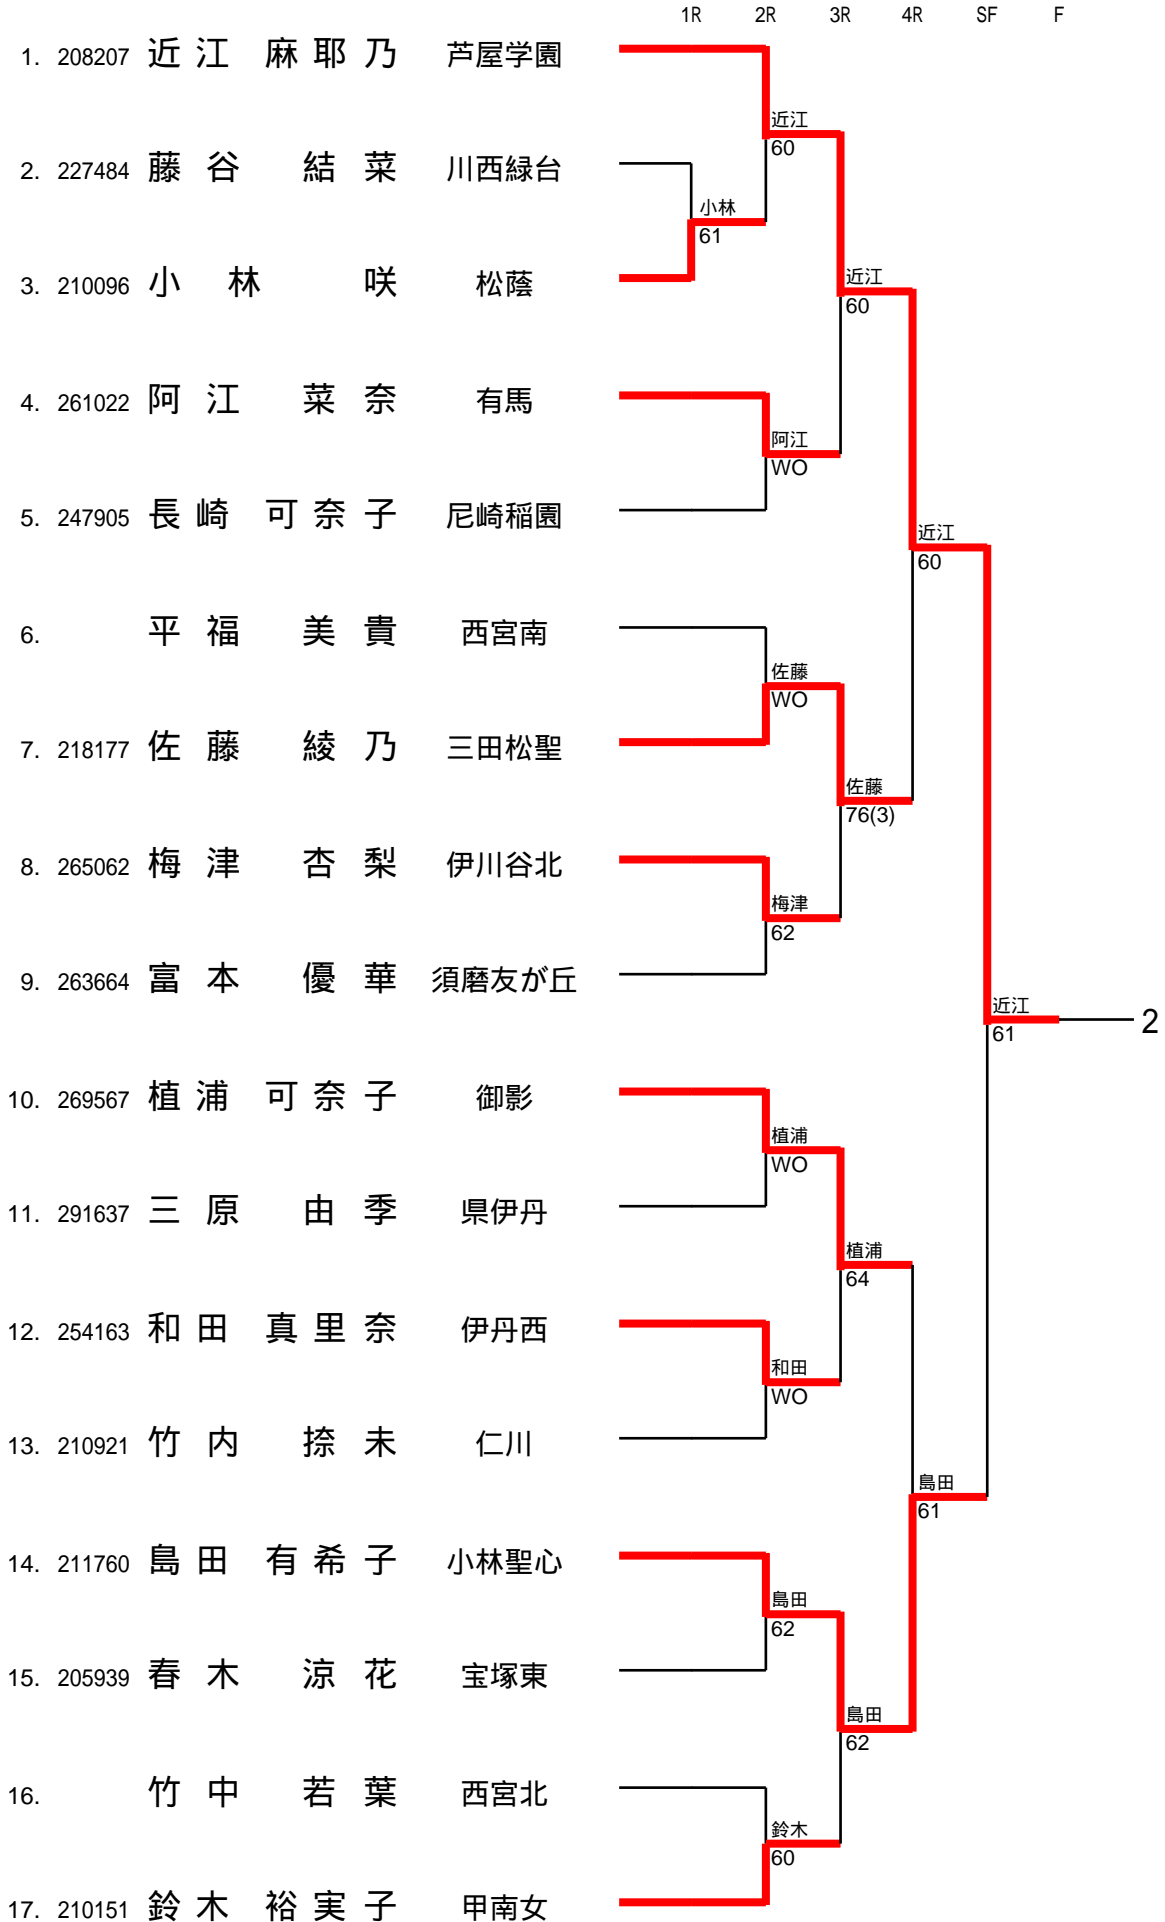 1R 2R 3R 4R SF F
1. 208207 近江 麻耶乃 芦屋学園
近江
60
2. 227484 藤谷 結菜 川西緑台
小林
61
3. 210096 小林 咲 松蔭
近江
60
4. 261022 阿江 菜奈 有馬
阿江
WO
5. 247905 長崎 可奈子 尼崎稲園
近江
60
6. 平福 美貴 西宮南
佐藤
WO
7. 218177 佐藤 綾乃 三田松聖
佐藤
76(3)
8. 265062 梅津 杏梨 伊川谷北
梅津
62
9. 263664 富本 優華 須磨友が丘
近江
61
2
10. 269567 植浦 可奈子 御影
植浦
WO
11. 291637 三原 由季 県伊丹
植浦
64
12. 254163 和田 真里奈 伊丹西
和田
WO
13. 210921 竹内 捺未 仁川
島田
61
14. 211760 島田 有希子 小林聖心
島田
62
15. 205939 春木 涼花 宝塚東
島田
62
16. 竹中 若葉 西宮北
鈴木
60
17. 210151 鈴木 裕実子 甲南女